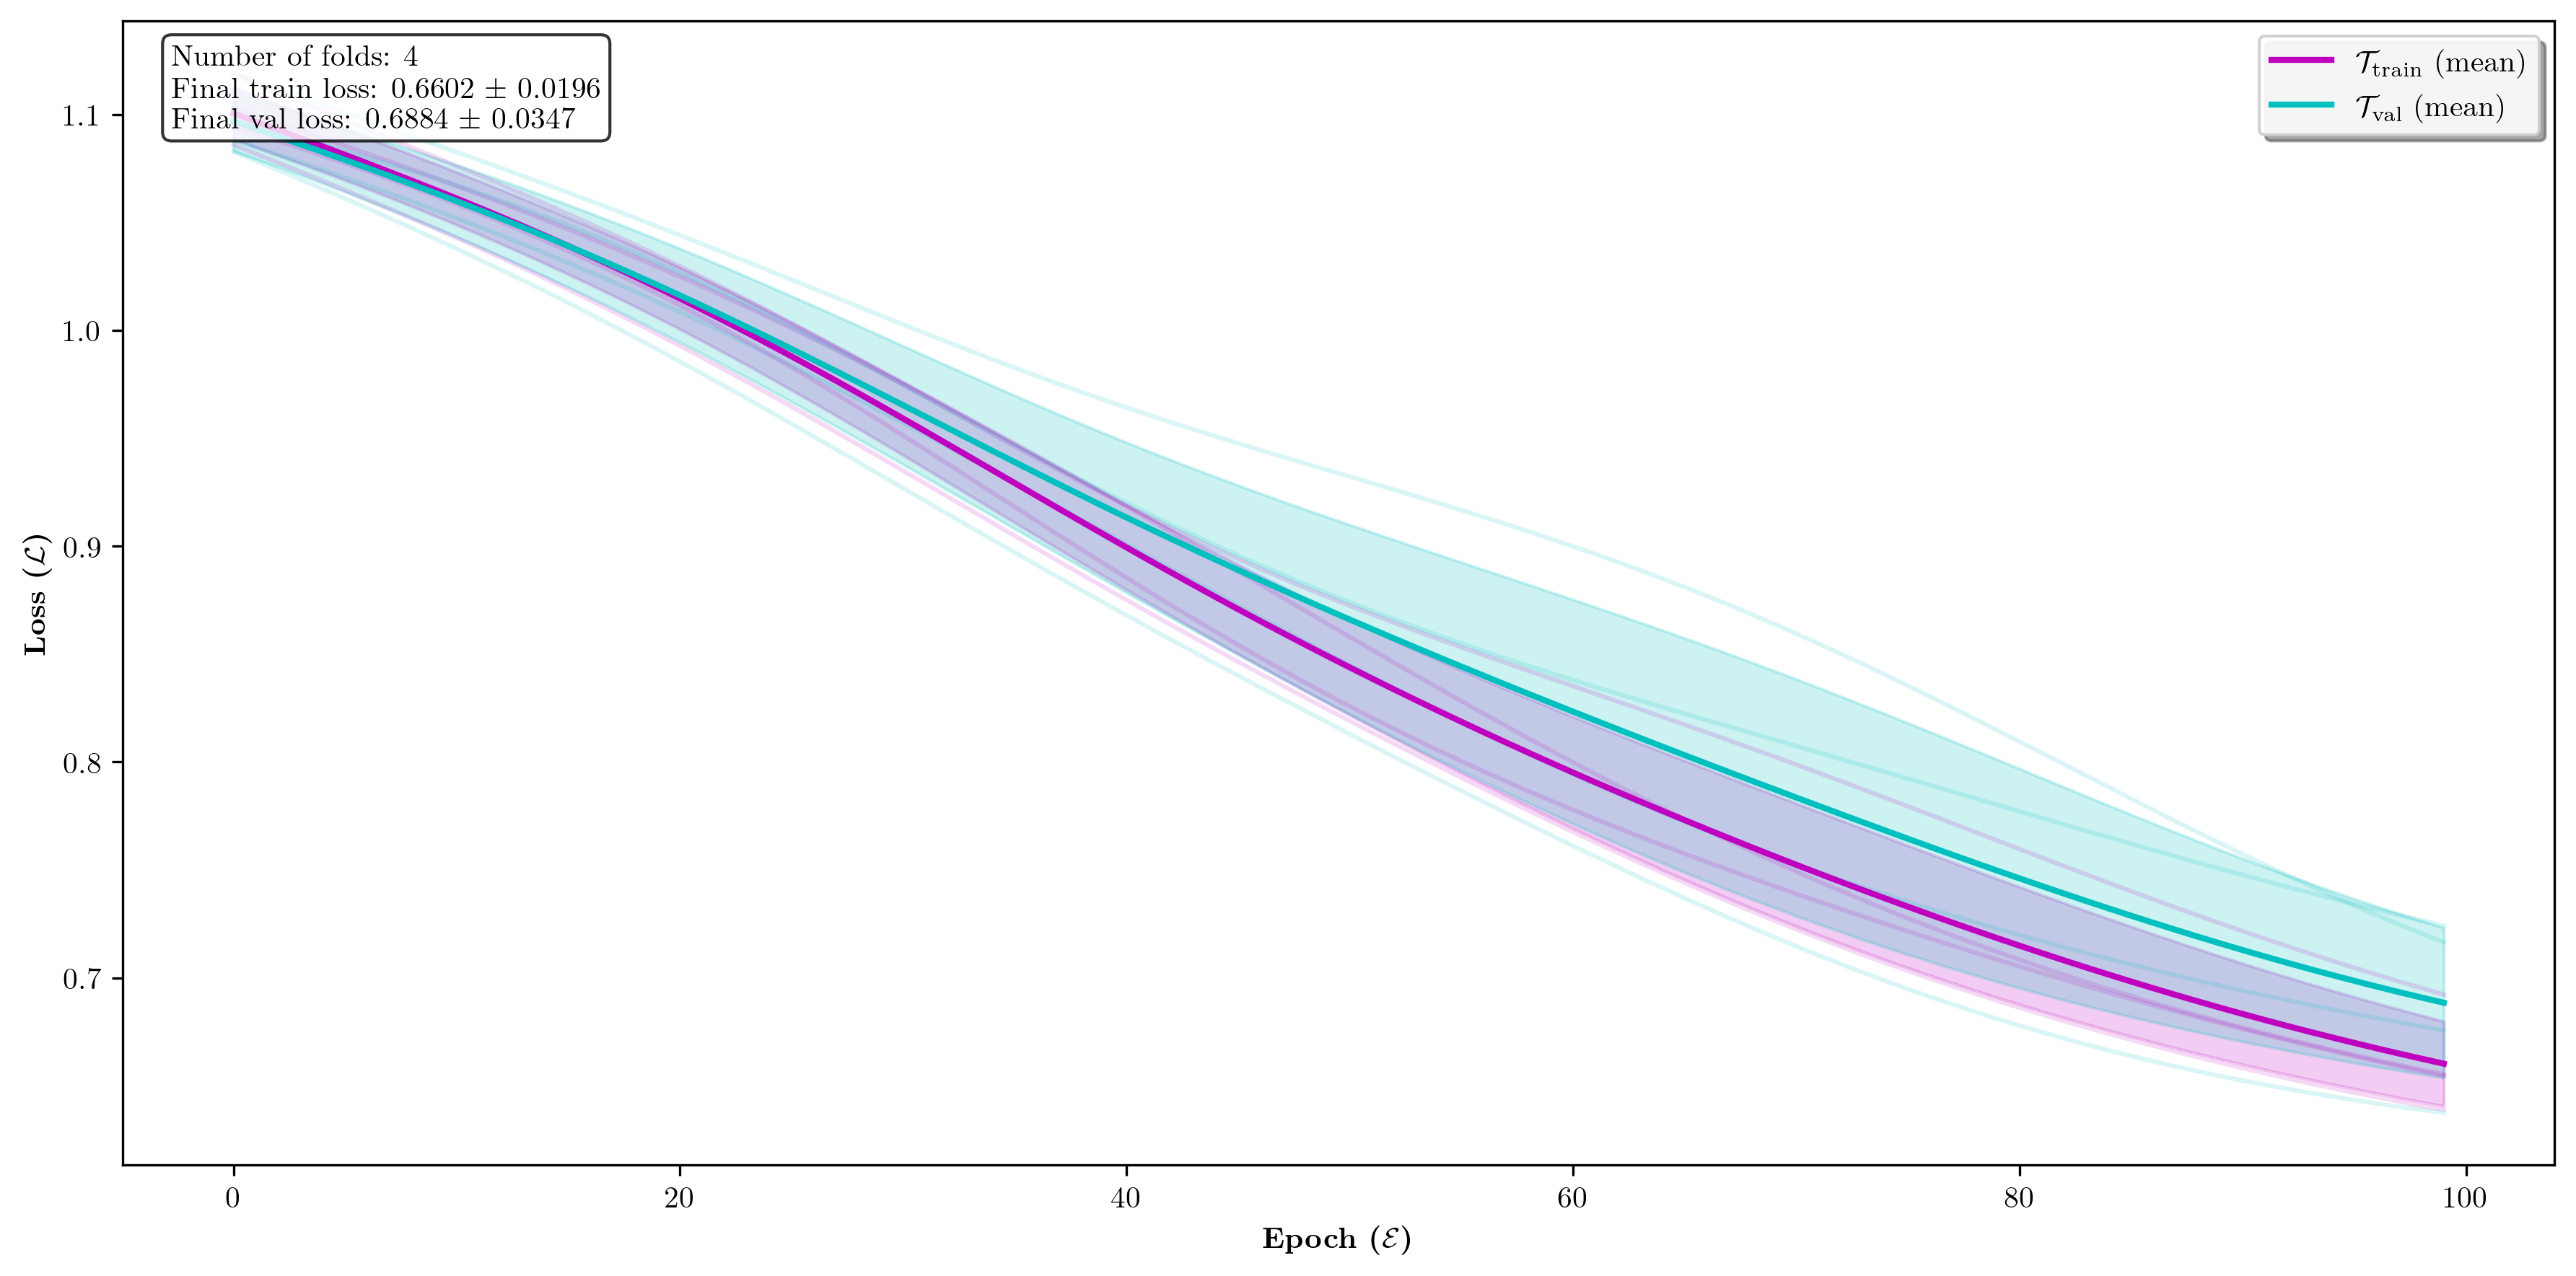 Number of folds: 4
Final train loss: 0.6602 ± 0.0196
Final val loss: 0.6884 ± 0.0347
𝒯train (mean)
𝒯val (mean)
1.1
1.0
0.9
0.8
0.7
Loss (ℒ)
0 20 40 60 80 100
Epoch (ℰ)